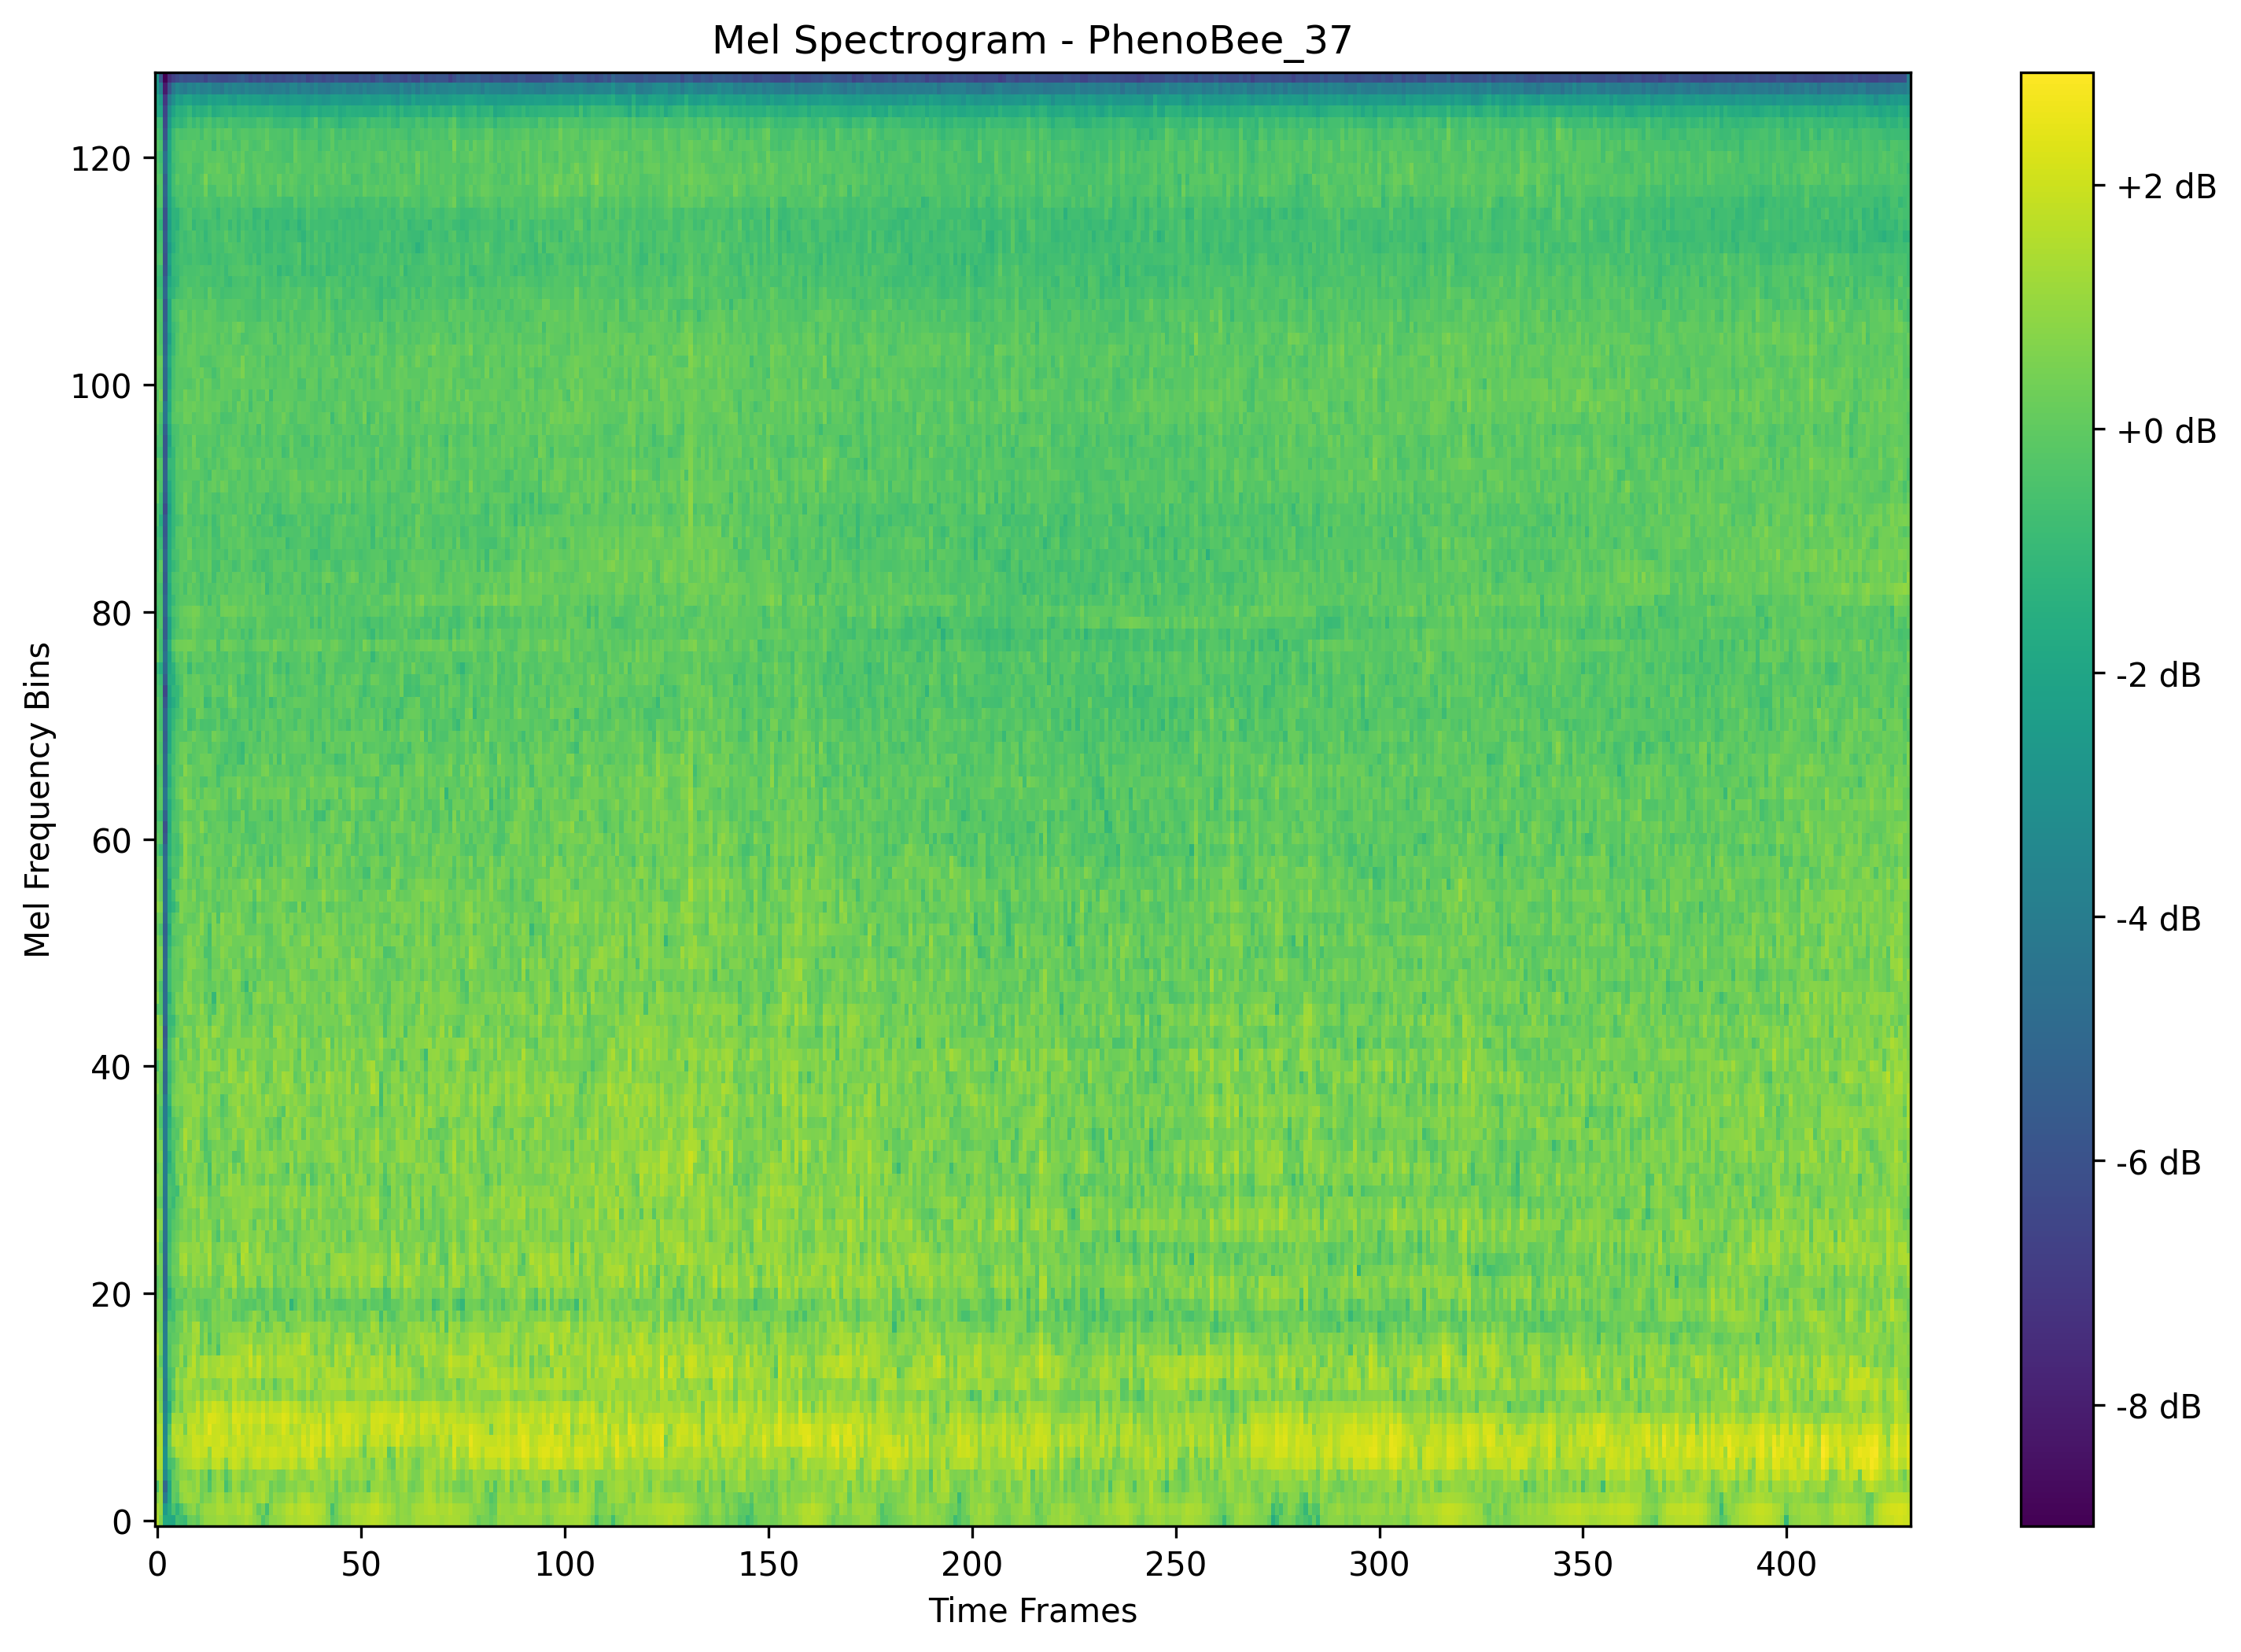 Mel Spectrogram - PhenoBee_37
120
100
80
60
40
20
0
Mel Frequency Bins
0 50 100 150 200 250 300 350 400
Time Frames
+2 dB
+0 dB
-2 dB
-4 dB
-6 dB
-8 dB